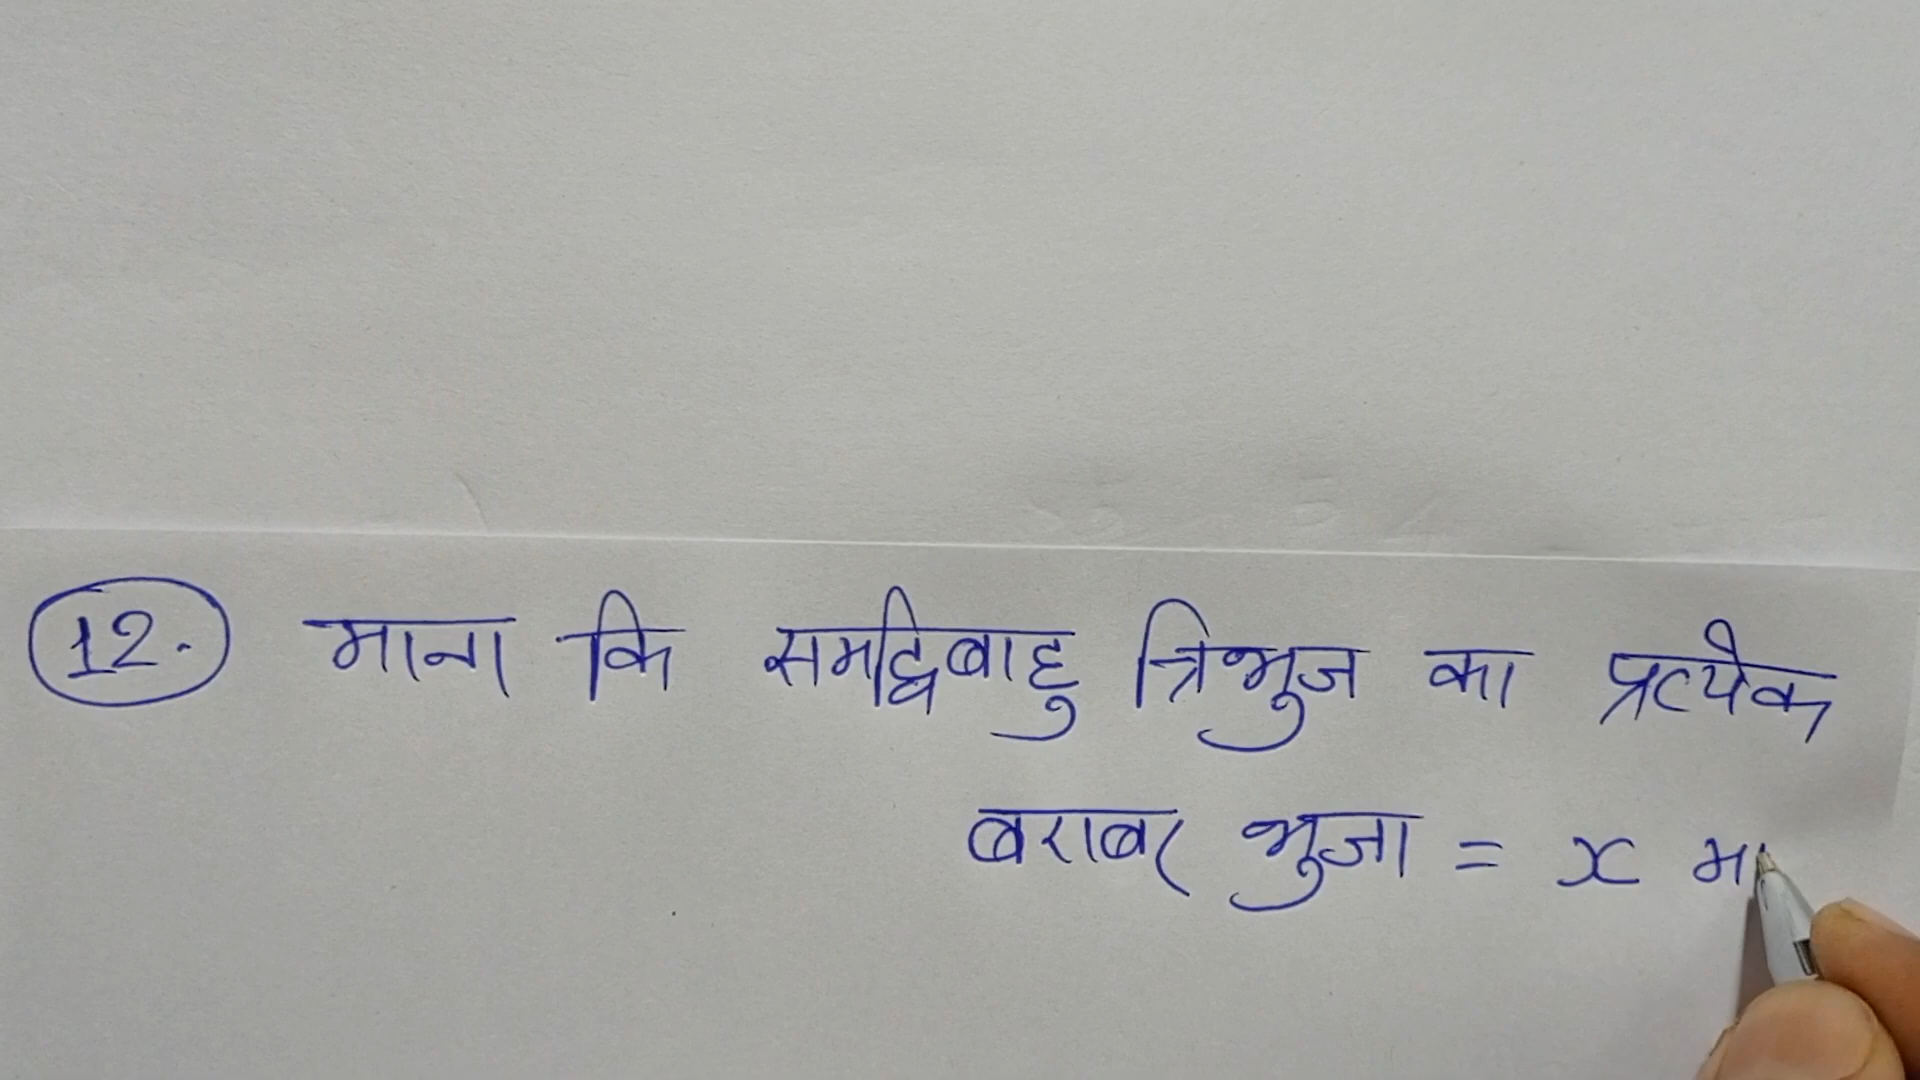 12. माना कि समद्विबाहु त्रिभुज का प्रत्येक
बराबर भुजा = x